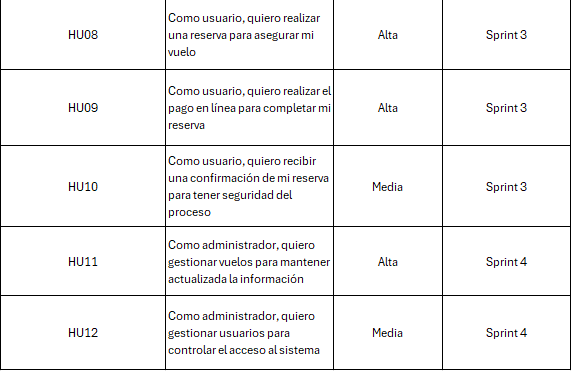 HU08
Como usuario, quiero realizar
una reserva para asegurar mi
vuelo
Alta
Sprint 3
HU09
Como usuario, quiero realizar el
pago en línea para completar mi
reserva
Alta
Sprint 3
HU10
Como usuario, quiero recibir
una confirmación de mi reserva
para tener seguridad del
proceso
Media
Sprint 3
HU11
Como administrador, quiero
gestionar vuelos para mantener
actualizada la información
Alta
Sprint 4
HU12
Como administrador, quiero
gestionar usuarios para
controlar el acceso al sistema
Media
Sprint 4